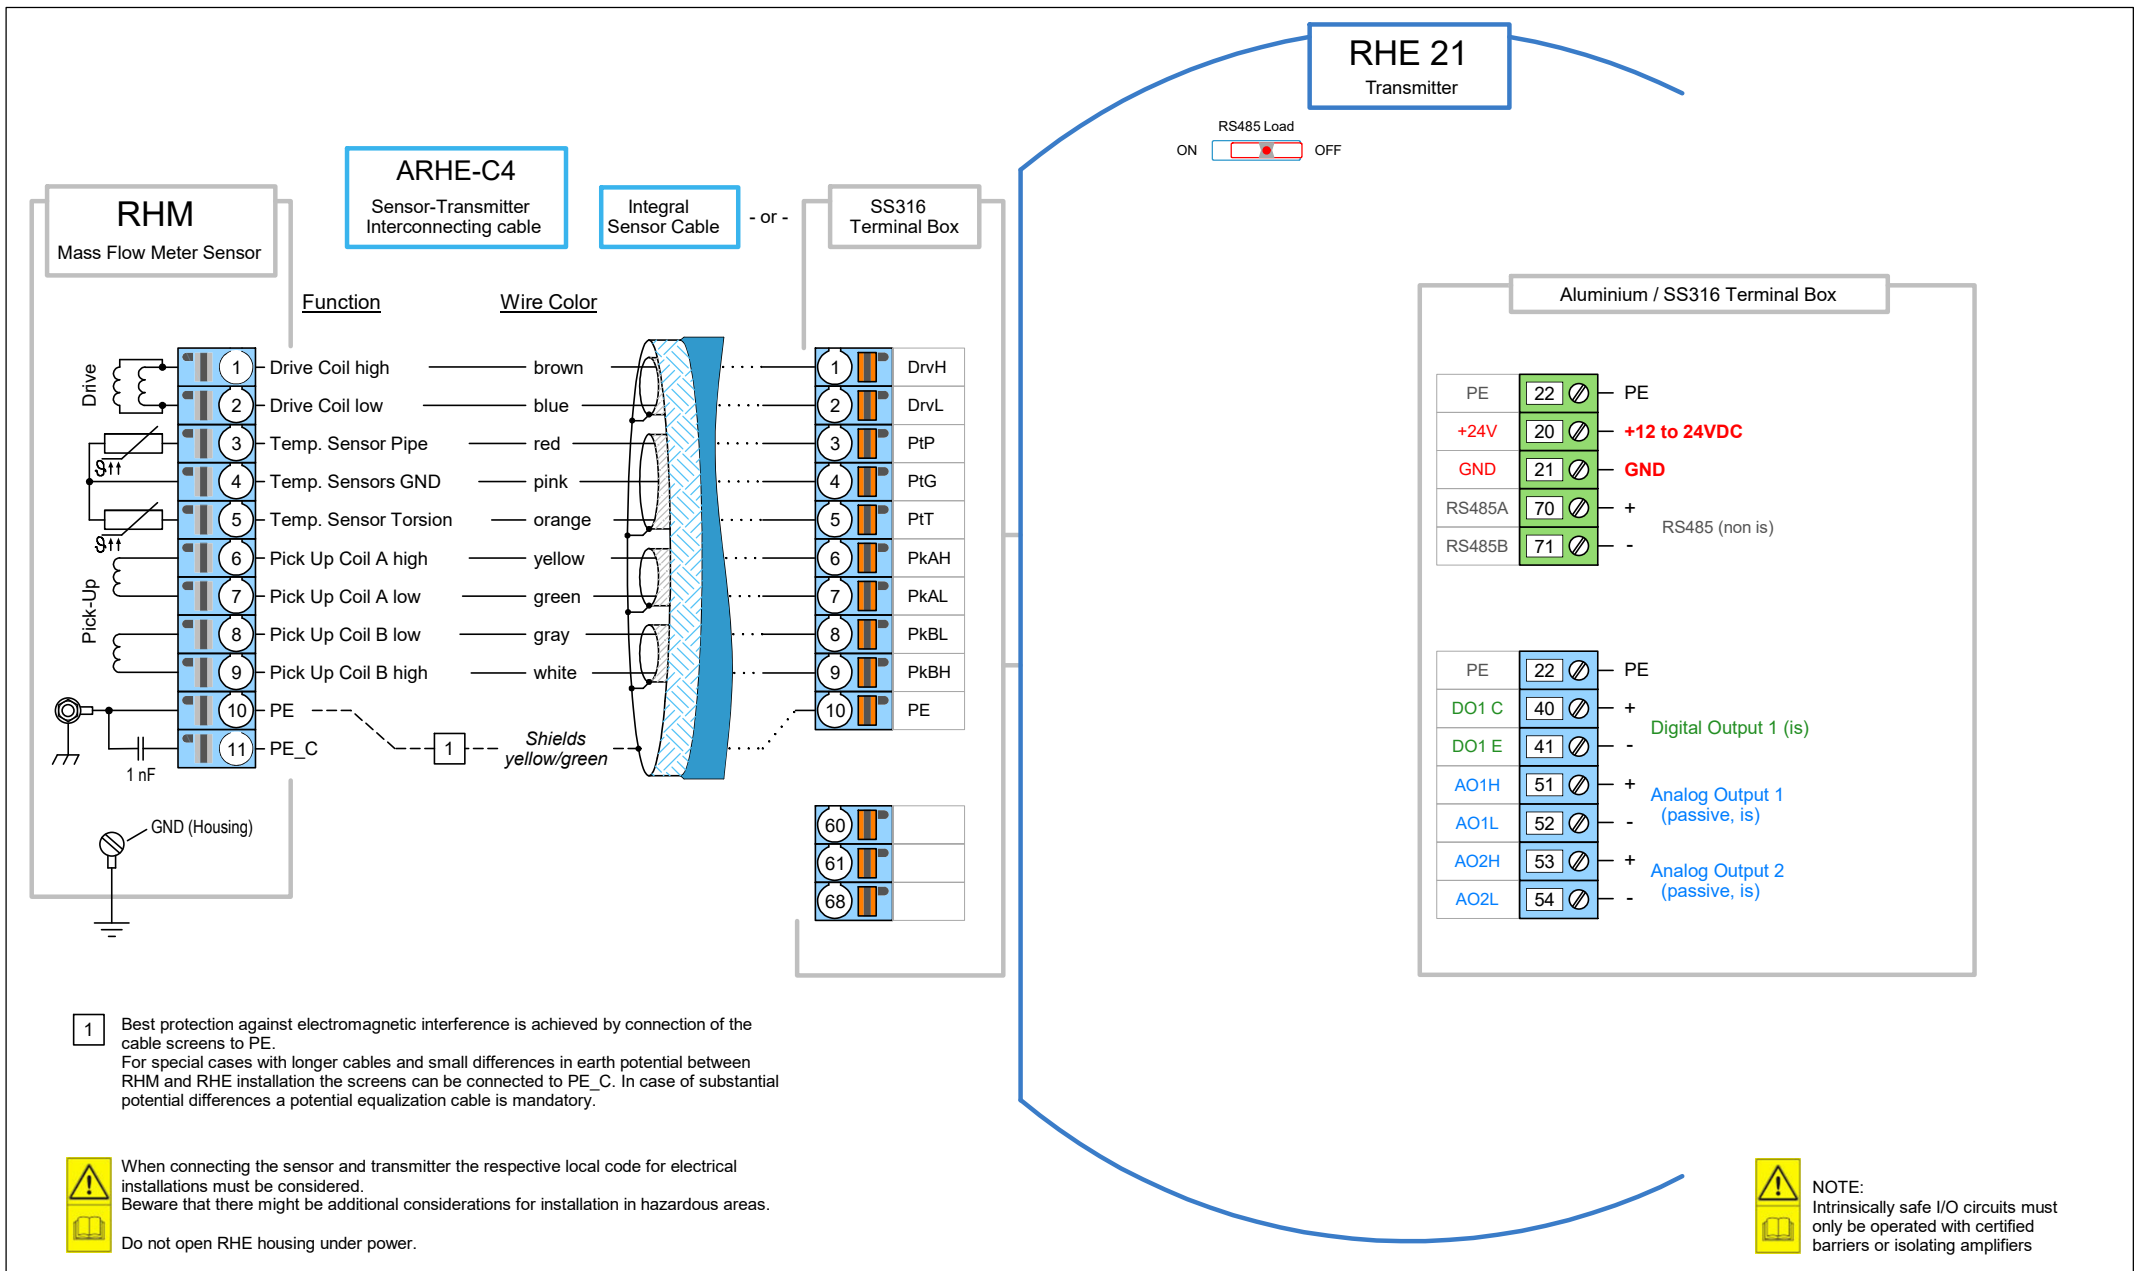 RHE 21
Transmitter
RS485 Load
ON
OFF
ARHE-C4
Sensor-Transmitter
Interconnecting cable
Integral
Sensor Cable
- or -
SS316
Terminal Box
RHM
Mass Flow Meter Sensor
Function
Wire Color
Aluminium / SS316 Terminal Box
Drive
1 Drive Coil high brown 1 DrvH
2 Drive Coil low blue 2 DrvL
3 Temp. Sensor Pipe red 3 PtP
ϑ↑↑
4 Temp. Sensors GND pink 4 PtG
5 Temp. Sensor Torsion orange 5 PtT
ϑ↑↑
Pick-Up
6 Pick Up Coil A high yellow 6 PkAH
7 Pick Up Coil A low green 7 PkAL
8 Pick Up Coil B low gray 8 PkBL
9 Pick Up Coil B high white 9 PkBH
10 PE 10 PE
11 PE_C 1 Shields
yellow/green
1 nF
GND (Housing)
60
61
68
PE 22 PE
+24V 20 +12 to 24VDC
GND 21 GND
RS485A 70 +
RS485 (non is)
RS485B 71 -
PE 22 PE
DO1 C 40 +
Digital Output 1 (is)
DO1 E 41 -
AO1H 51 +
Analog Output 1
(passive, is)
AO1L 52 -
AO2H 53 +
Analog Output 2
(passive, is)
AO2L 54 -
1 Best protection against electromagnetic interference is achieved by connection of the
cable screens to PE.
For special cases with longer cables and small differences in earth potential between
RHM and RHE installation the screens can be connected to PE_C. In case of substantial
potential differences a potential equalization cable is mandatory.
When connecting the sensor and transmitter the respective local code for electrical
installations must be considered.
Beware that there might be additional considerations for installation in hazardous areas.
Do not open RHE housing under power.
NOTE:
Intrinsically safe I/O circuits must
only be operated with certified
barriers or isolating amplifiers